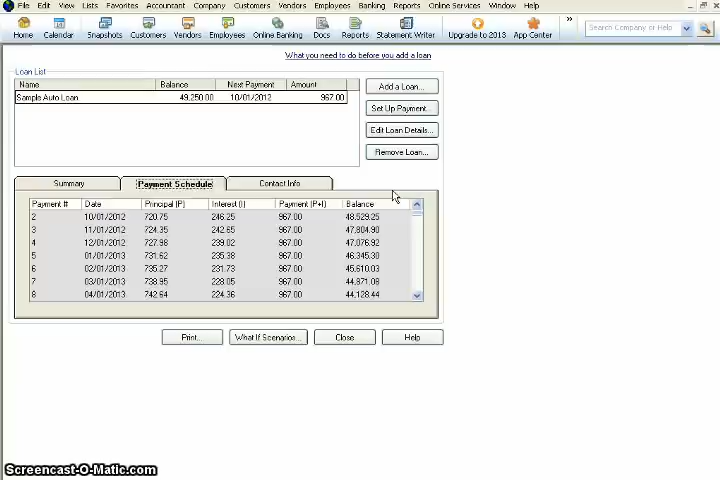 File Edit View Lists Favorites Accountant Company Customers Vendors Employees Banking Reports Online Services Window Help
Home Calendar Snapshots Customers Vendors Employees Online Banking Docs Reports Statement Writer Upgrade to 2013 App Center » Search Company or Help
What you need to do before you add a loan
Loan List
Name Balance Next Payment Amount
Sample Auto Loan 49,250.00 10/01/2012 967.00
Add a Loan...
Set Up Payment...
Edit Loan Details...
Remove Loan...
Summary Payment Schedule Contact Info
Payment # Date Principal (P) Interest (I) Payment (P+I) Balance
2 10/01/2012 720.75 246.25 967.00 48,529.25
3 11/01/2012 724.35 242.65 967.00 47,804.90
4 12/01/2012 727.98 239.02 967.00 47,076.92
5 01/01/2013 731.62 235.38 967.00 46,345.30
6 02/01/2013 735.27 231.73 967.00 45,610.03
7 03/01/2013 738.95 228.05 967.00 44,871.08
8 04/01/2013 742.64 224.36 967.00 44,128.44
Print... What If Scenarios... Close Help
Screencast-O-Matic.com